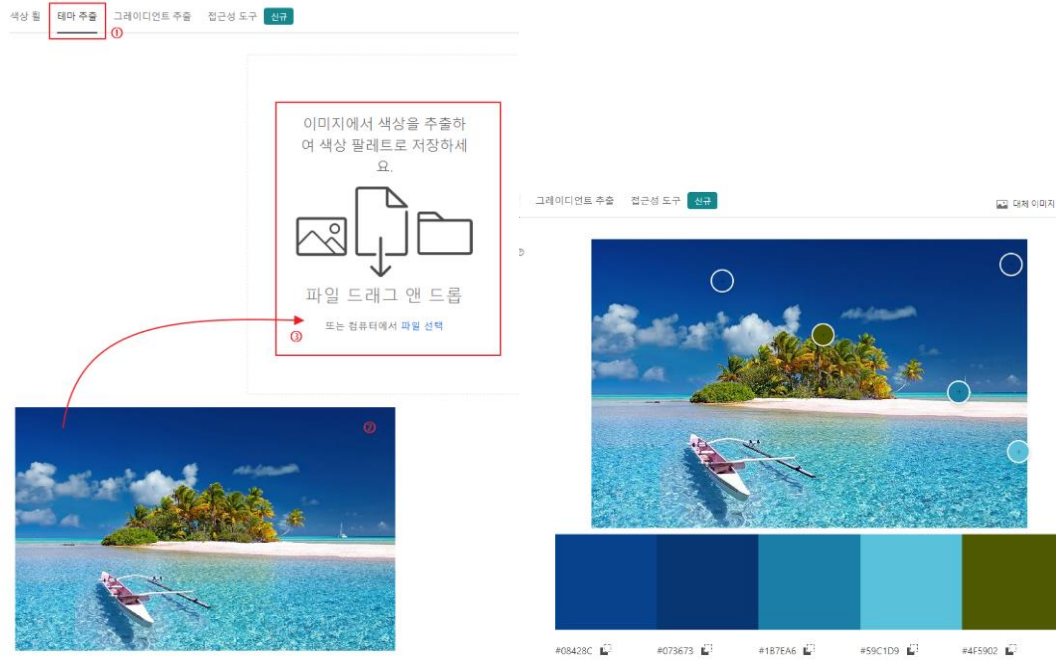 색상 휠 테마 추출 그레이디언트 추출 접근성 도구 신규
①
이미지에서 색상을 추출하
여 색상 팔레트로 저장하세
요.
파일 드래그 앤 드롭
또는 컴퓨터에서 파일 선택
③
②
그레이디언트 추출 접근성 도구 신규 대체 이미지
#08428C #073673 #1B7EA6 #59C1D9 #4F5902